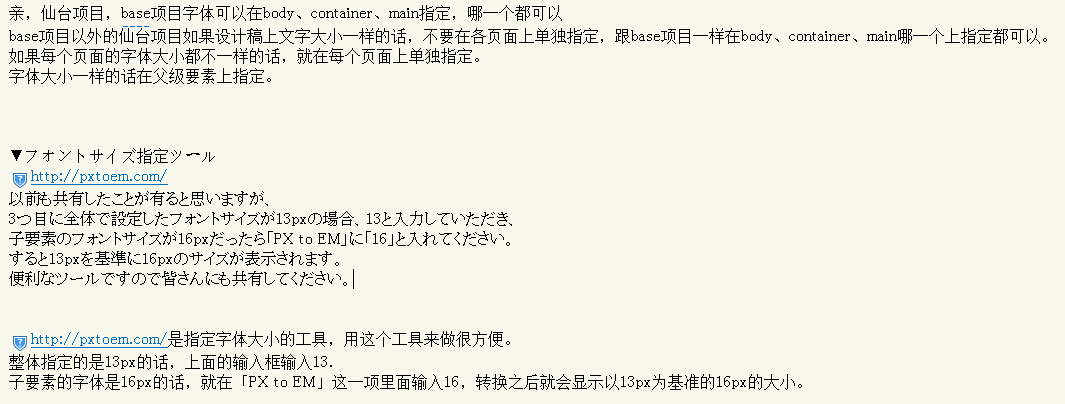 亲，仙台项目，base项目字体可以在body、container、main指定，哪一个都可以
base项目以外的仙台项目如果设计稿上文字大小一样的话，不要在各页面上单独指定，跟base项目一样在body、container、main哪一个上指定都可以。
如果每个页面的字体大小都不一样的话，就在每个页面上单独指定。
字体大小一样的话在父级要素上指定。
▼フォントサイズ指定ツール
http://pxtoem.com/
以前も共有したことが有ると思いますが、
3つ目に全体で設定したフォントサイズが13pxの場合、13と入力していただき、
子要素のフォントサイズが16pxだったら「PX to EM」に「16」と入れてください。
すると13pxを基準に16pxのサイズが表示されます。
便利なツールですので皆さんにも共有してください。
http://pxtoem.com/是指定字体大小的工具，用这个工具来做很方便。
整体指定的是13px的话，上面的输入框输入13.
子要素的字体是16px的话，就在「PX to EM」这一项里面输入16，转换之后就会显示以13px为基准的16px的大小。